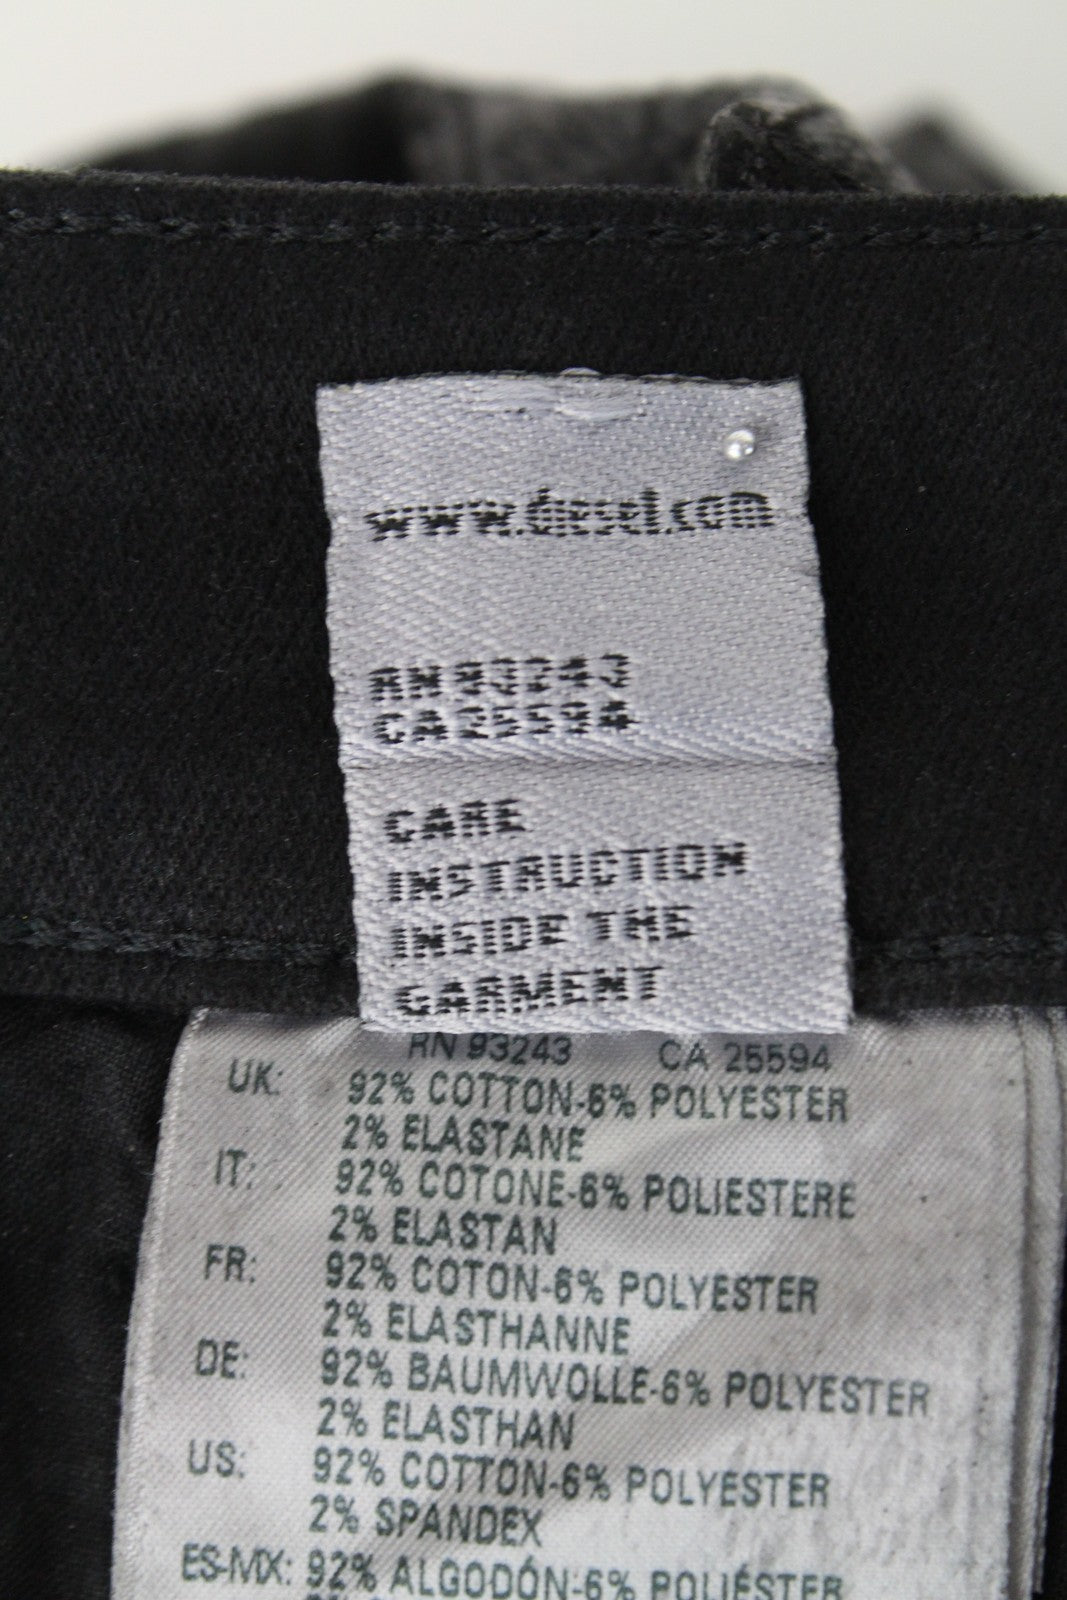 www.diesel.com
RN 93243
CA 25594
CARE
INSTRUCTION
INSIDE THE
GARMENT
RN 93243 CA 25594
UK: 92% COTTON-6% POLYESTER
2% ELASTANE
IT: 92% COTONE-6% POLIESTERE
2% ELASTAN
FR: 92% COTON-6% POLYESTER
2% ELASTHANNE
DE: 92% BAUMWOLLE-6% POLYESTER
2% ELASTHAN
US: 92% COTTON-6% POLYESTER
2% SPANDEX
ES-MX: 92% ALGODÓN-6% POLIÉSTER